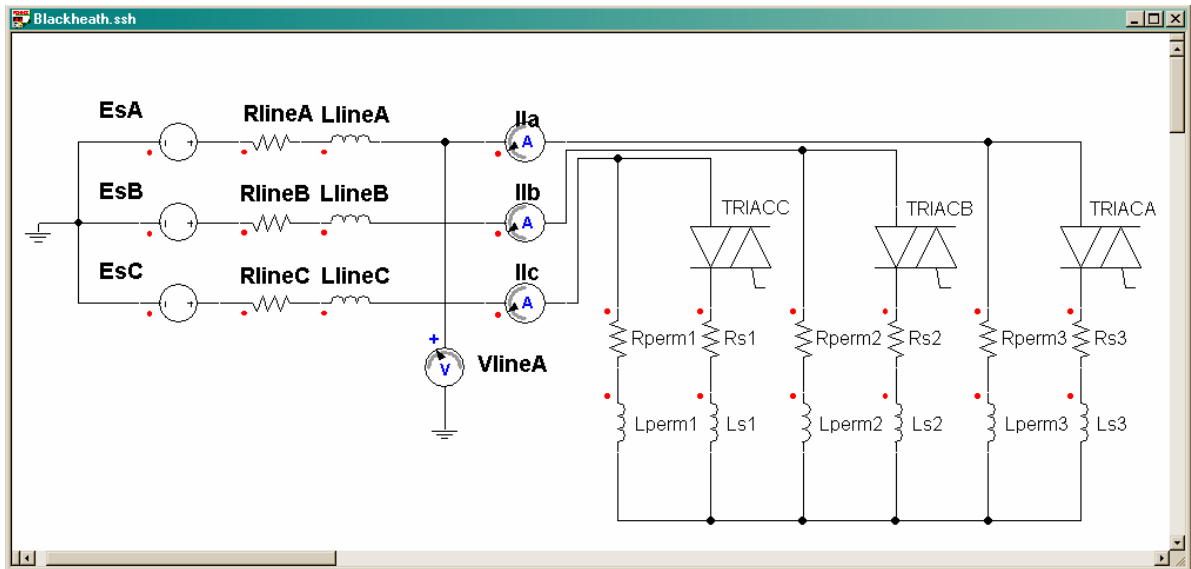 Blackheath.ssh
EsA
RlineA LlineA
IIa
A
EsB
RlineB LlineB
IIb
A
EsC
RlineC LlineC
IIc
A
TRIACC
TRIACB
TRIACA
+
V
VlineA
Rperm1
Rs1
Rperm2
Rs2
Rperm3
Rs3
Lperm1
Ls1
Lperm2
Ls2
Lperm3
Ls3